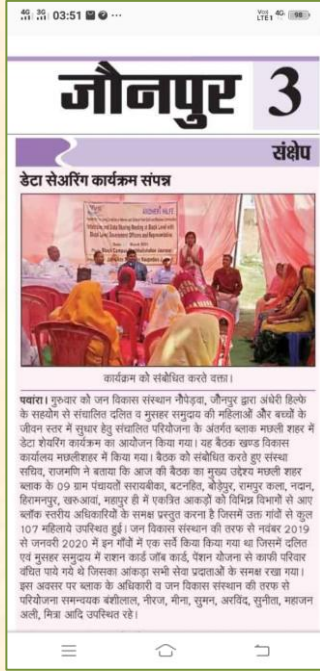 03:51
98
जौनपुर
3
संक्षेप
डेटा सेअरिंग कार्यक्रम संपन्न
कार्यक्रम को संबोधित करते वक्ता।
पवांरा। गुरुवार को जन विकास संस्थान नौपेड़वा, जौनपुर द्वारा अंधेरी हिल्फे
के सहयोग से संचालित दलित व मुसहर समुदाय की महिलाओं और बच्चों के
जीवन स्तर में सुधार हेतु संचालित परियोजना के अंतर्गत ब्लाक मछली शहर में
डेटा शेयरिंग कार्यक्रम का आयोजन किया गया। यह बैठक खण्ड विकास
कार्यालय मछलीशहर में किया गया। बैठक को संबोधित करते हुए संस्था
सचिव, राजमणि ने बताया कि आज की बैठक का मुख्य उद्देश्य मछली शहर
ब्लाक के 09 ग्राम पंचायतों सरायबीका, बटनहित, बोड़ेपुर, रामपुर कला, नदान,
हिरामनपुर, खरुआवां, महापुर ही में एकत्रित आकड़ों को विभिन्न विभागों से आए
ब्लॉक स्तरीय अधिकारियों के समक्ष प्रस्तुत करना है जिसमें उक्त गांवों से कुल
107 महिलाये उपस्थित हुई। जन विकास संस्थान की तरफ से नवंबर 2019
से जनवरी 2020 में इन गाँवों में एक सर्वे किया किया गया था जिसमें दलित
एवं मुसहर समुदाय में राशन कार्ड जॉब कार्ड, पेंशन योजना से काफी परिवार
वंचित पाये गये थे जिसका आंकड़ा सभी सेवा प्रदाताओं के समक्ष रखा गया।
इस अवसर पर ब्लाक के अधिकारी व जन विकास संस्थान की तरफ से
परियोजना समन्वयक बंशीलाल, नीरज, मीना, सुमन, अरविंद, सुनीता, महाजन
अली, मित्रा आदि उपस्थित रहे।